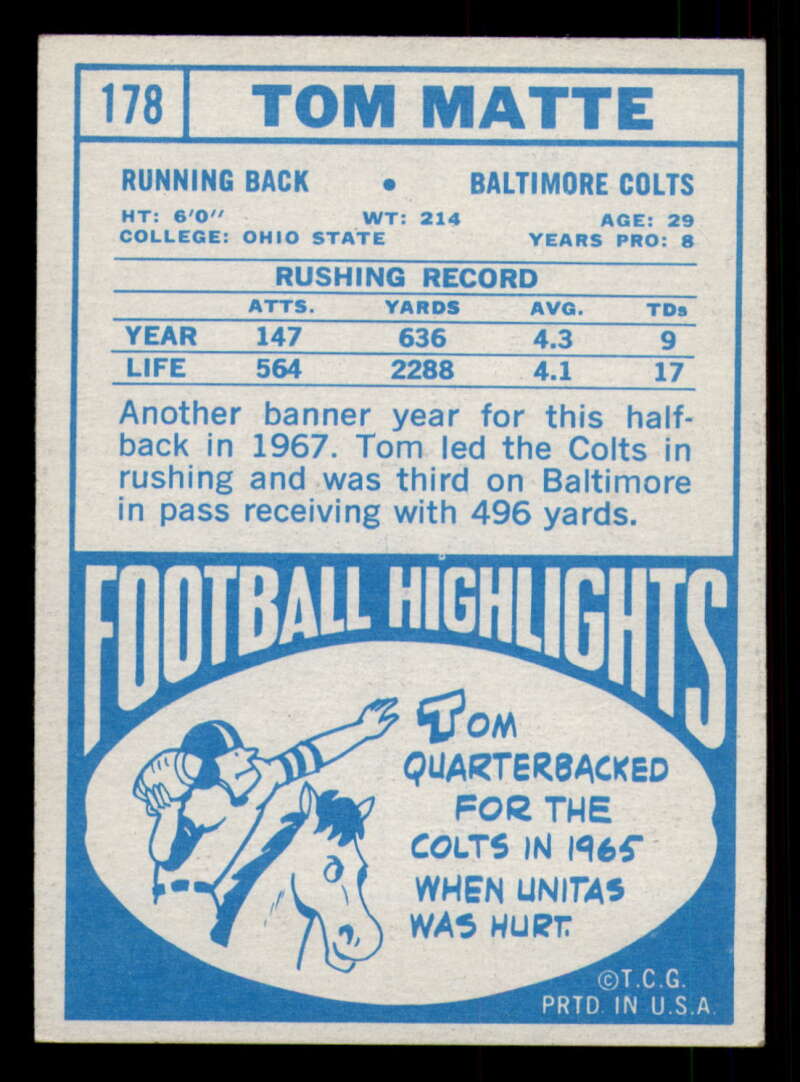 178 TOM MATTE
RUNNING BACK • BALTIMORE COLTS
HT: 6'0" WT: 214 AGE: 29
COLLEGE: OHIO STATE YEARS PRO: 8
RUSHING RECORD
ATTS. YARDS AVG. TDs
YEAR 147 636 4.3 9
LIFE 564 2288 4.1 17
Another banner year for this half-
back in 1967. Tom led the Colts in
rushing and was third on Baltimore
in pass receiving with 496 yards.
FOOTBALL HIGHLIGHTS
TOM
QUARTERBACKED
FOR THE
COLTS IN 1965
WHEN UNITAS
WAS HURT.
©T.C.G.
PRTD. IN U.S.A.